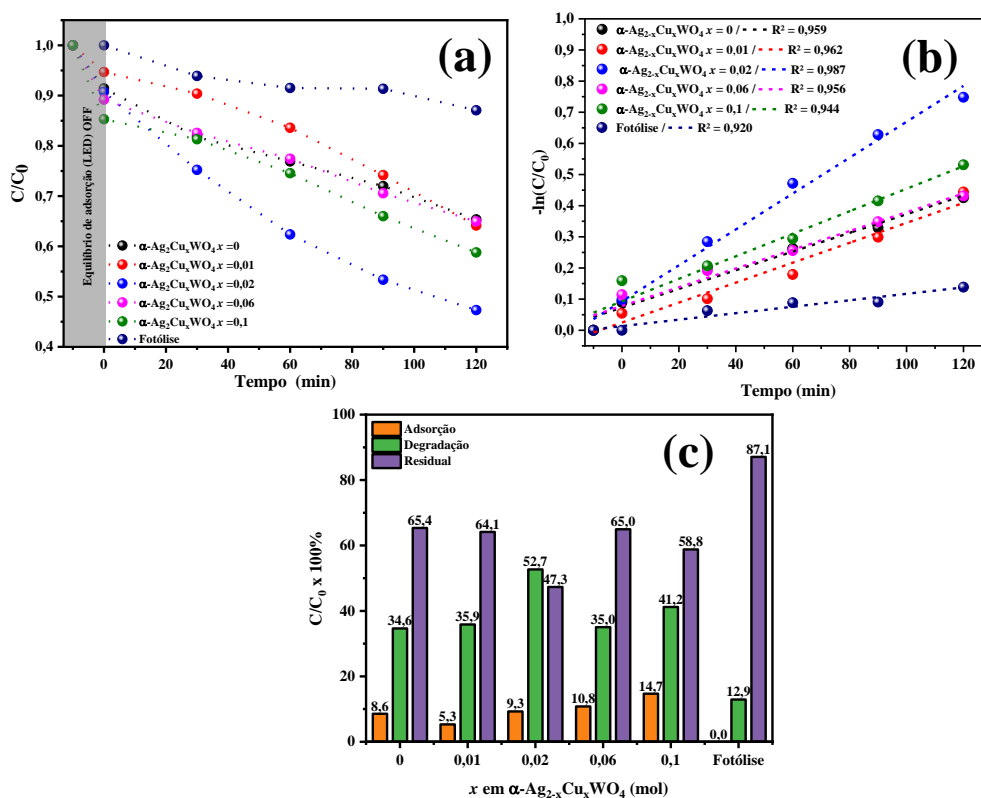 (a)
C/C₀
1,0
0,9
0,8
0,7
0,6
0,5
0,4
Equilíbrio de adsorção (LED) OFF
α-Ag₂CuₓWO₄ x =0
α-Ag₂CuₓWO₄ x =0,01
α-Ag₂CuₓWO₄ x =0,02
α-Ag₂CuₓWO₄ x =0,06
α-Ag₂CuₓWO₄ x =0,1
Fotólise
0 30 60 90 120
Tempo (min)
(b)
-ln(C/C₀)
1,0
0,9
0,8
0,7
0,6
0,5
0,4
0,3
0,2
0,1
0,0
α-Ag₂₋ₓCuₓWO₄ x = 0 / R² = 0,959
α-Ag₂₋ₓCuₓWO₄ x = 0,01 / R² = 0,962
α-Ag₂₋ₓCuₓWO₄ x = 0,02 / R² = 0,987
α-Ag₂₋ₓCuₓWO₄ x = 0,06 / R² = 0,956
α-Ag₂₋ₓCuₓWO₄ x = 0,1 / R² = 0,944
Fotólise / R² = 0,920
0 20 40 60 80 100 120
Tempo (min)
(c)
C/C₀ x 100%
100
80
60
40
20
0
Adsorção
Degradação
Residual
8,6 34,6 65,4
5,3 35,9 64,1
9,3 52,7 47,3
10,8 35,0 65,0
14,7 41,2 58,8
0,0 12,9 87,1
0 0,01 0,02 0,06 0,1 Fotólise
x em α-Ag₂₋ₓCuₓWO₄ (mol)